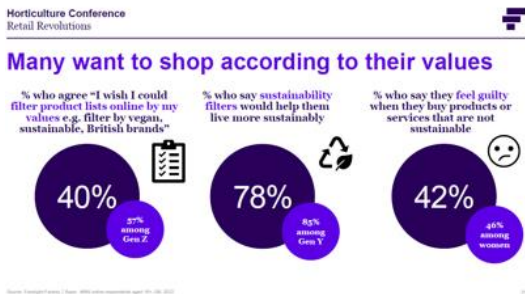 Horticulture Conference
Retail Revolutions
Many want to shop according to their values
% who agree “I wish I could
filter product lists online by my
values e.g. filter by vegan,
sustainable, British brands”
40%
57%
among
Gen Z
% who say sustainability
filters would help them
live more sustainably
78%
85%
among
Gen Y
% who say they feel guilty
when they buy products or
services that are not
sustainable
42%
46%
among
women